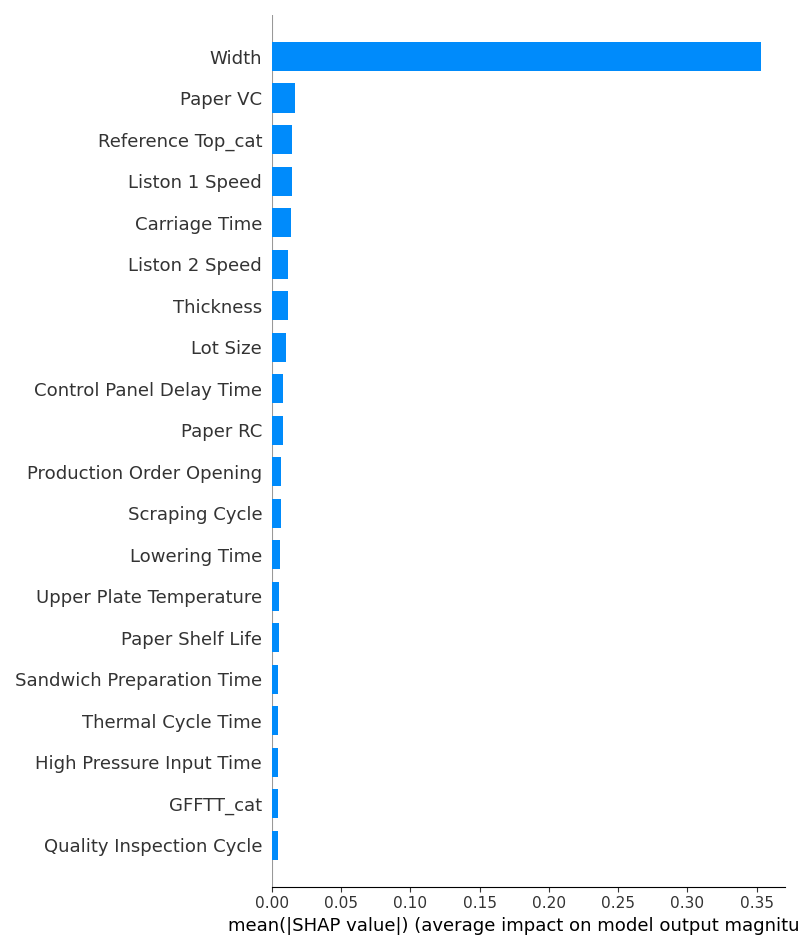 Width
Paper VC
Reference Top_cat
Liston 1 Speed
Carriage Time
Liston 2 Speed
Thickness
Lot Size
Control Panel Delay Time
Paper RC
Production Order Opening
Scraping Cycle
Lowering Time
Upper Plate Temperature
Paper Shelf Life
Sandwich Preparation Time
Thermal Cycle Time
High Pressure Input Time
GFFTT_cat
Quality Inspection Cycle
0.00 0.05 0.10 0.15 0.20 0.25 0.30 0.35
mean(|SHAP value|) (average impact on model output magnitu